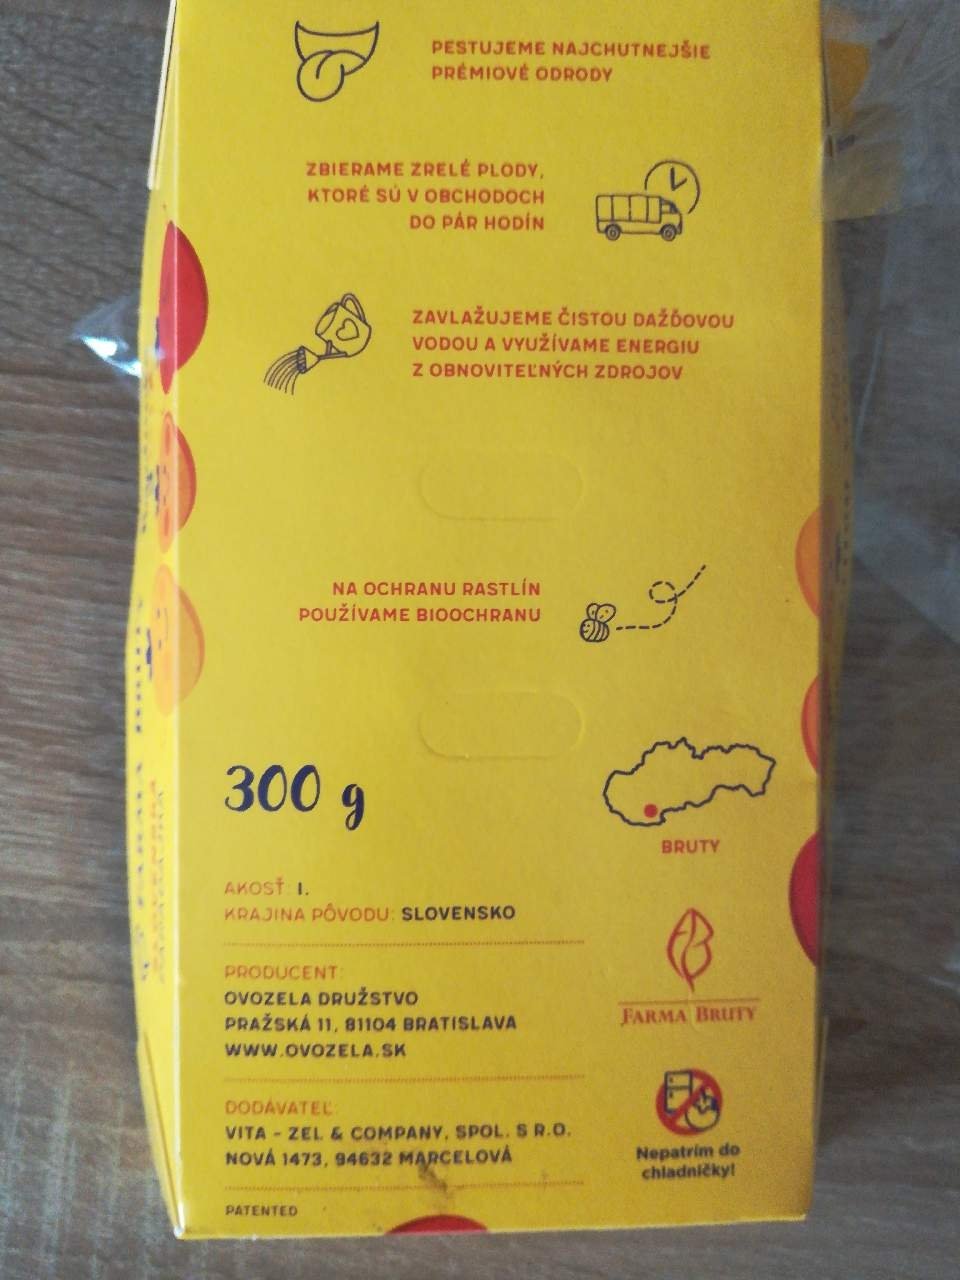 PESTUJEME NAJCHUTNEJŠIE
PRÉMIOVÉ ODRODY
ZBIERAME ZRELÉ PLODY,
KTORÉ SÚ V OBCHODOCH
DO PÁR HODÍN
ZAVLAŽUJEME ČISTOU DAŽĎOVOU
VODOU A VYUŽÍVAME ENERGIU
Z OBNOVITEĽNÝCH ZDROJOV
NA OCHRANU RASTLÍN
POUŽÍVAME BIOOCHRANU
300 g
BRUTY
AKOSŤ: I.
KRAJINA PÔVODU: SLOVENSKO
PRODUCENT:
OVOZELA DRUŽSTVO
PRAŽSKÁ 11, 81104 BRATISLAVA
WWW.OVOZELA.SK
FARMA BRUTY
DODÁVATEĽ:
VITA - ZEL & COMPANY, SPOL. S R.O.
NOVÁ 1473, 94632 MARCELOVÁ
Nepatrím do
chladničky!
PATENTED